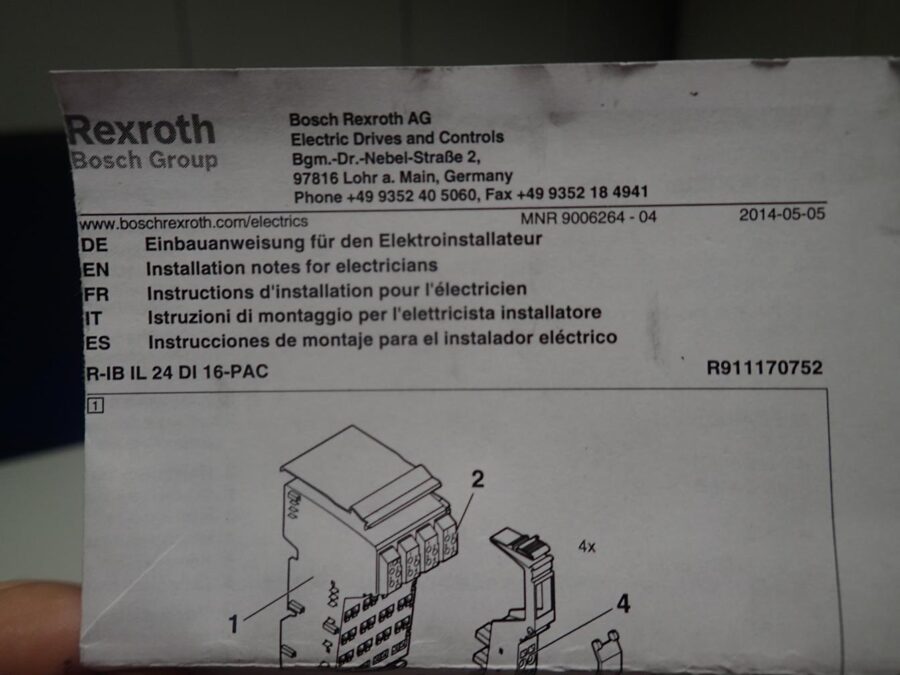 Rexroth
Bosch Group
Bosch Rexroth AG
Electric Drives and Controls
Bgm.-Dr.-Nebel-Straße 2,
97816 Lohr a. Main, Germany
Phone +49 9352 40 5060, Fax +49 9352 18 4941
www.boschrexroth.com/electrics MNR 9006264 - 04 2014-05-05
DE Einbauanweisung für den Elektroinstallateur
EN Installation notes for electricians
FR Instructions d'installation pour l'électricien
IT Istruzioni di montaggio per l'elettricista installatore
ES Instrucciones de montaje para el instalador eléctrico
R-IB IL 24 DI 16-PAC R911170752
1
2
4x
4
1